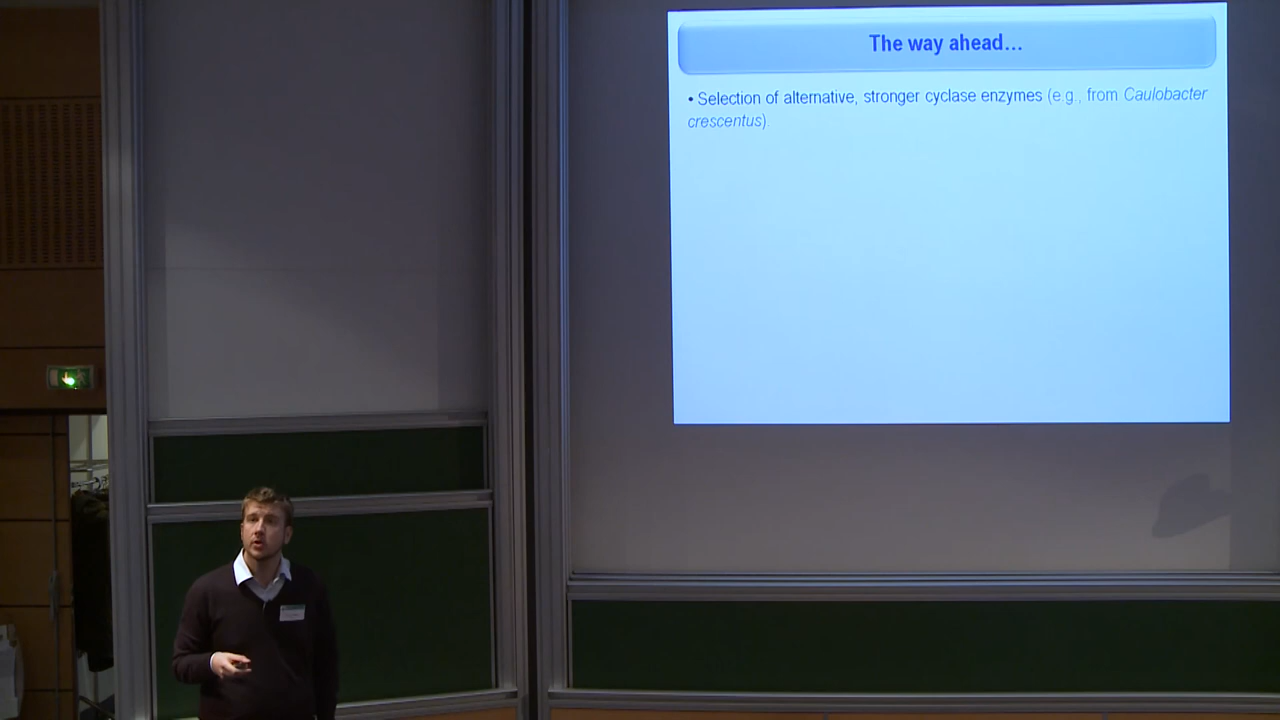 The way ahead…
• Selection of alternative, stronger cyclase enzymes (e.g., from Caulobacter
crescentus).